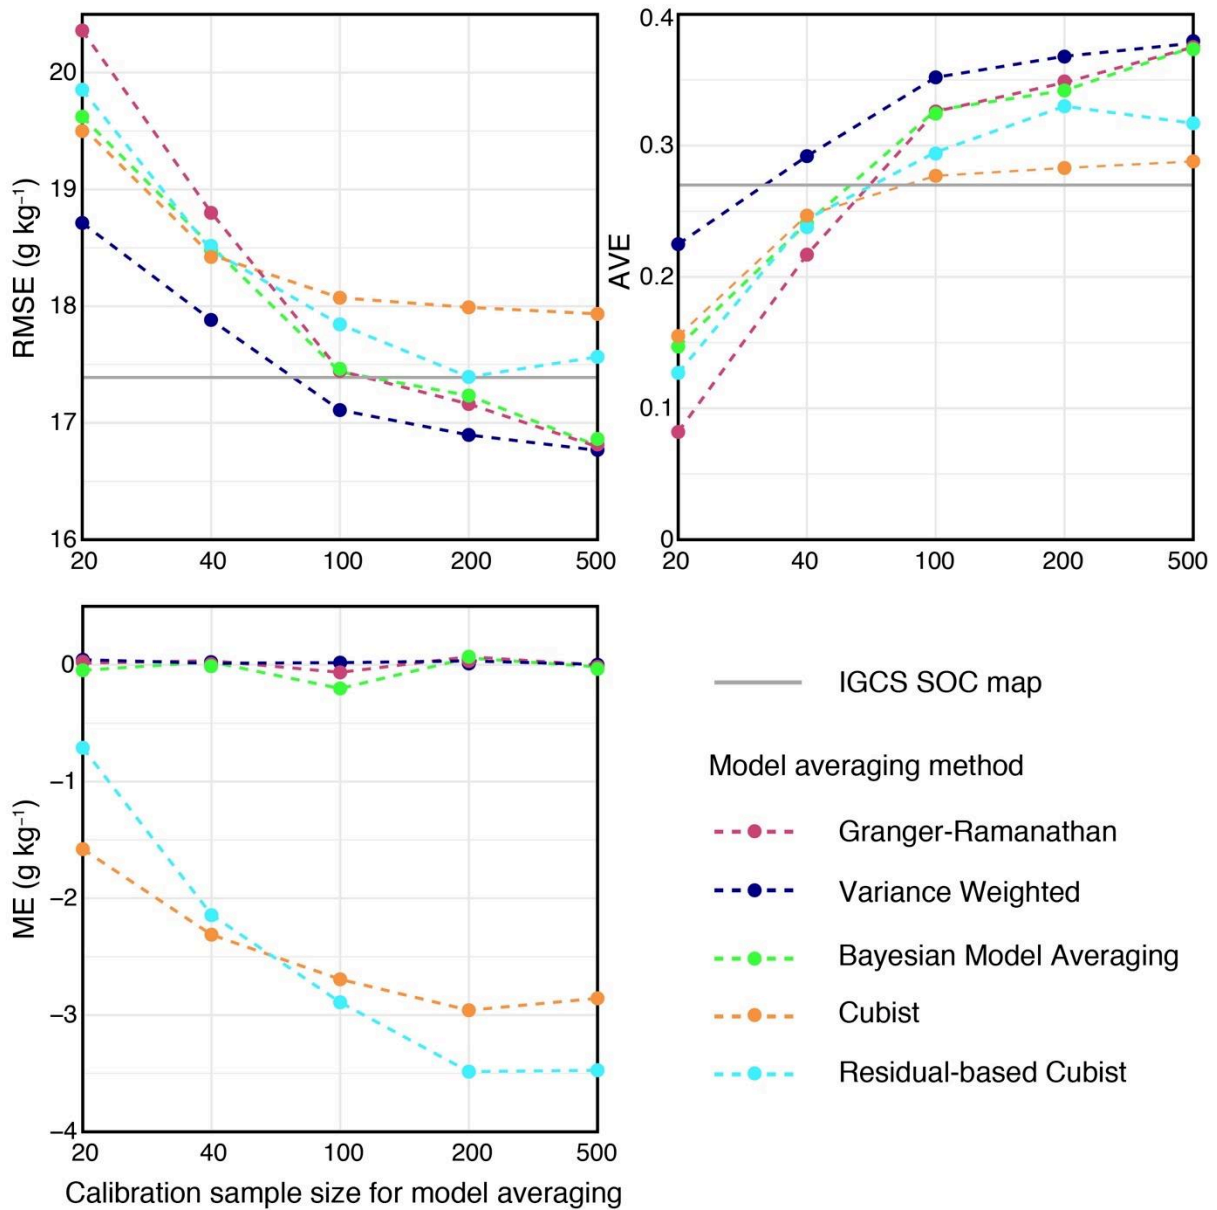 RMSE (g kg⁻¹)
20
19
18
17
16
20 40 100 200 500
AVE
0.4
0.3
0.2
0.1
0
20 40 100 200 500
ME (g kg⁻¹)
0
−1
−2
−3
−4
20 40 100 200 500
Calibration sample size for model averaging
IGCS SOC map
Model averaging method
Granger-Ramanathan
Variance Weighted
Bayesian Model Averaging
Cubist
Residual-based Cubist